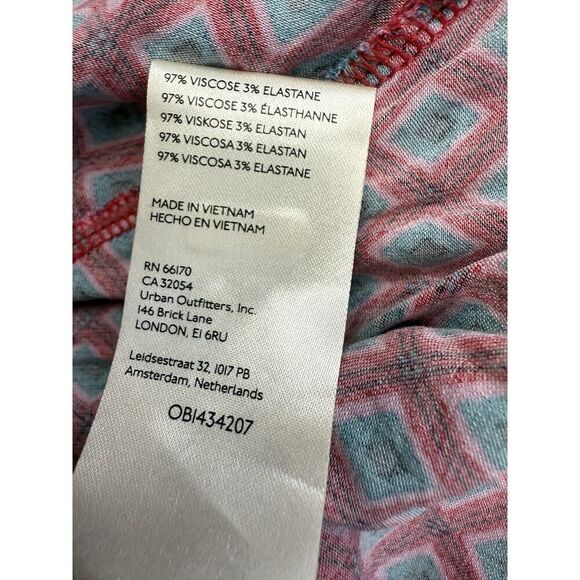 97% VISCOSE 3% ELASTANE
97% VISCOSE 3% ÉLASTHANNE
97% VISKOSE 3% ELASTAN
97% VISCOSA 3% ELASTAN
97% VISCOSA 3% ELASTANE
MADE IN VIETNAM
HECHO EN VIETNAM
RN 66170
CA 32054
Urban Outfitters, Inc.
146 Brick Lane
LONDON, E1 6RU
Leidsestraat 32, 1017 PB
Amsterdam, Netherlands
OB1434207